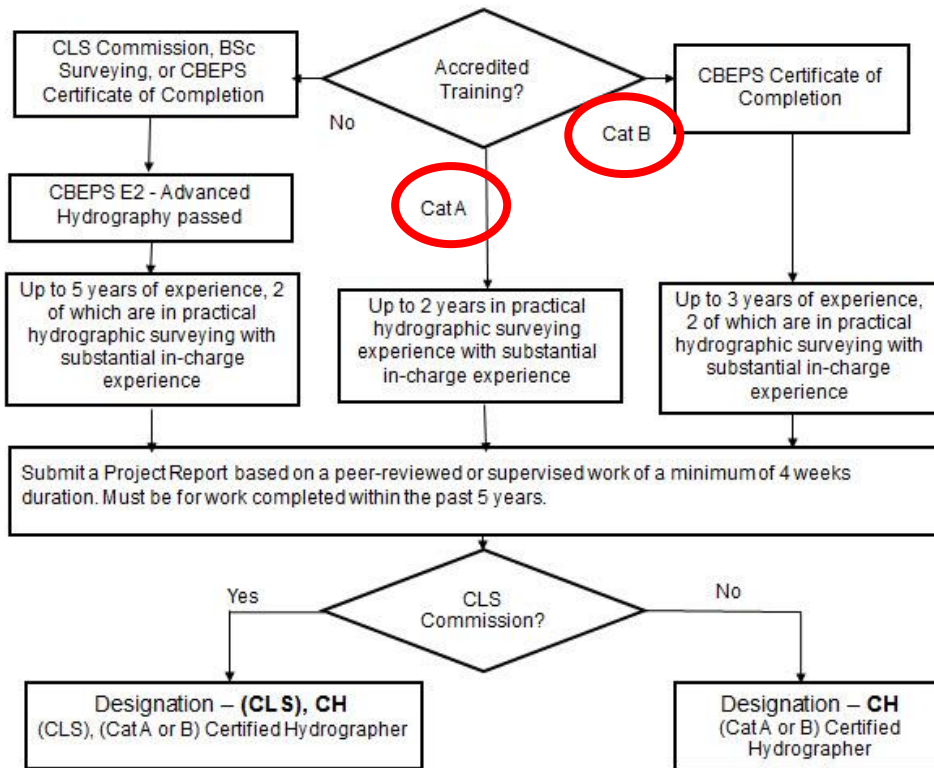 CLS Commission, BSc
Surveying, or CBEPS
Certificate of Completion
Accredited
Training?
CBEPS Certificate of
Completion
No
Cat B
CBEPS E2 - Advanced
Hydrography passed
Cat A
Up to 5 years of experience, 2
of which are in practical
hydrographic surveying with
substantial in-charge
experience
Up to 2 years in practical
hydrographic surveying
experience with substantial
in-charge experience
Up to 3 years of experience,
2 of which are in practical
hydrographic surveying with
substantial in-charge
experience
Submit a Project Report based on a peer-reviewed or supervised work of a minimum of 4 weeks
duration. Must be for work completed within the past 5 years.
Yes
CLS
Commission?
No
Designation – (CLS), CH
(CLS), (Cat A or B) Certified Hydrographer
Designation – CH
(Cat A or B) Certified
Hydrographer